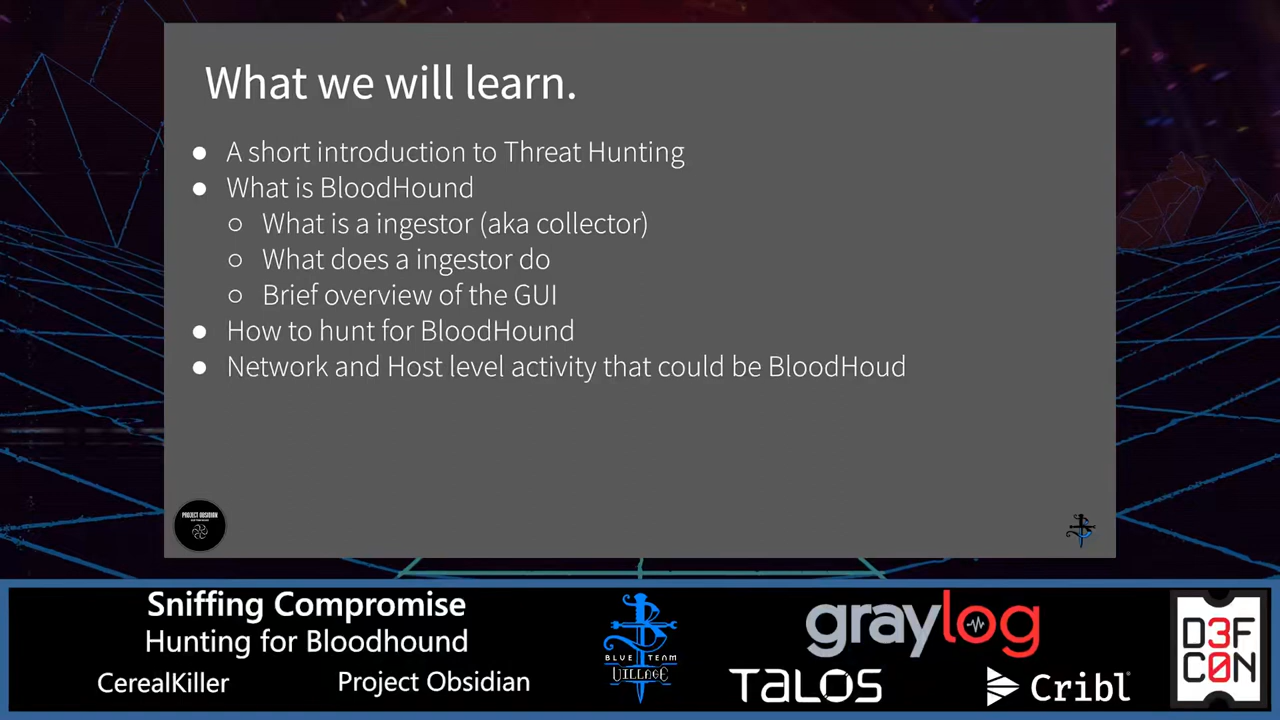 What we will learn.
● A short introduction to Threat Hunting
● What is BloodHound
○ What is a ingestor (aka collector)
○ What does a ingestor do
○ Brief overview of the GUI
● How to hunt for BloodHound
● Network and Host level activity that could be BloodHoud
PROJECT OBSIDIAN
Sniffing Compromise
Hunting for Bloodhound
CerealKiller
Project Obsidian
BLUE TEAM
VILLAGE
graylog
TALOS
Cribl
D3F
C0N